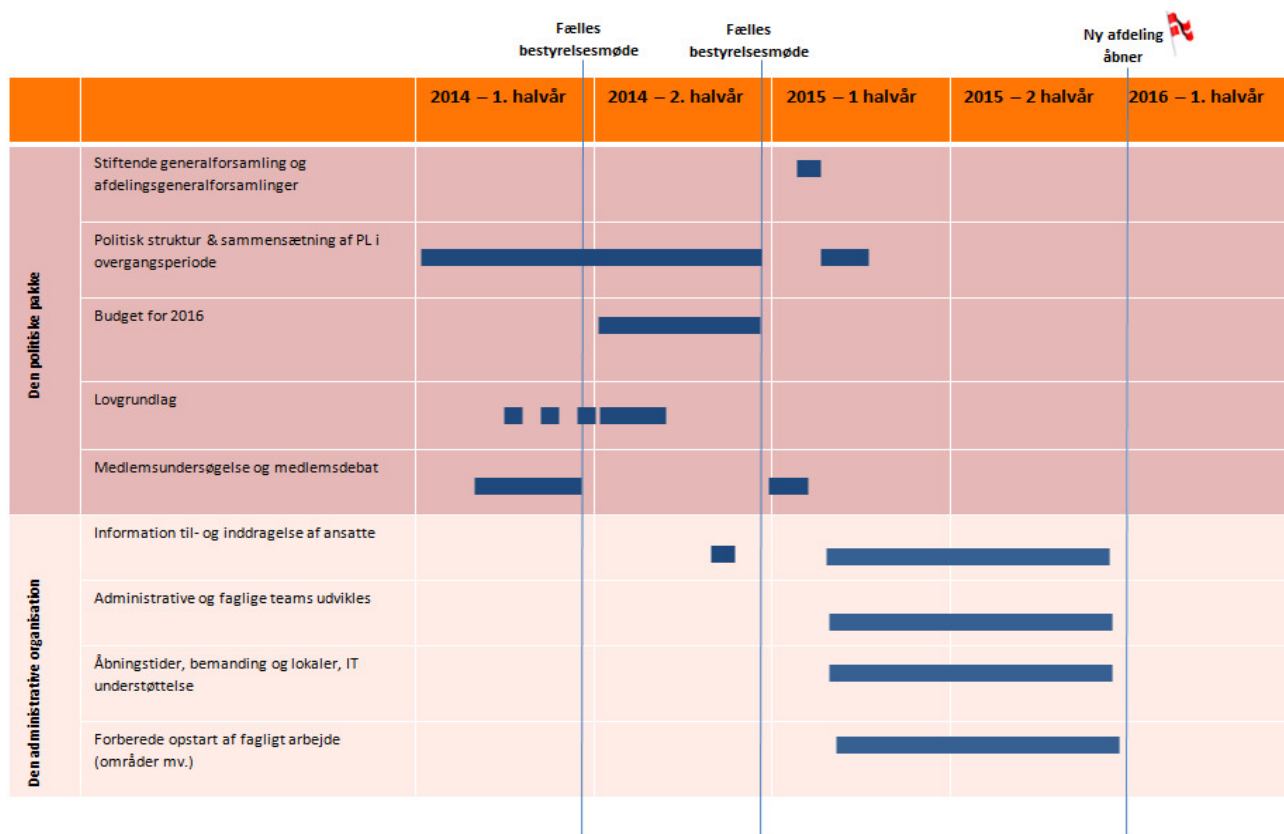 Fælles
bestyrelsesmøde
Fælles
bestyrelsesmøde
Ny afdeling
åbner
2014 – 1. halvår
2014 – 2. halvår
2015 – 1 halvår
2015 – 2 halvår
2016 – 1. halvår
Den politiske pakke
Stiftende generalforsamling og
afdelingsgeneralforsamlinger
Politisk struktur & sammensætning af PL i
overgangsperiode
Budget for 2016
Lovgrundlag
Medlemsundersøgelse og medlemsdebat
Den administrative organisation
Information til- og inddragelse af ansatte
Administrative og faglige teams udvikles
Åbningstider, bemanding og lokaler, IT
understøttelse
Forberede opstart af fagligt arbejde
(områder mv.)